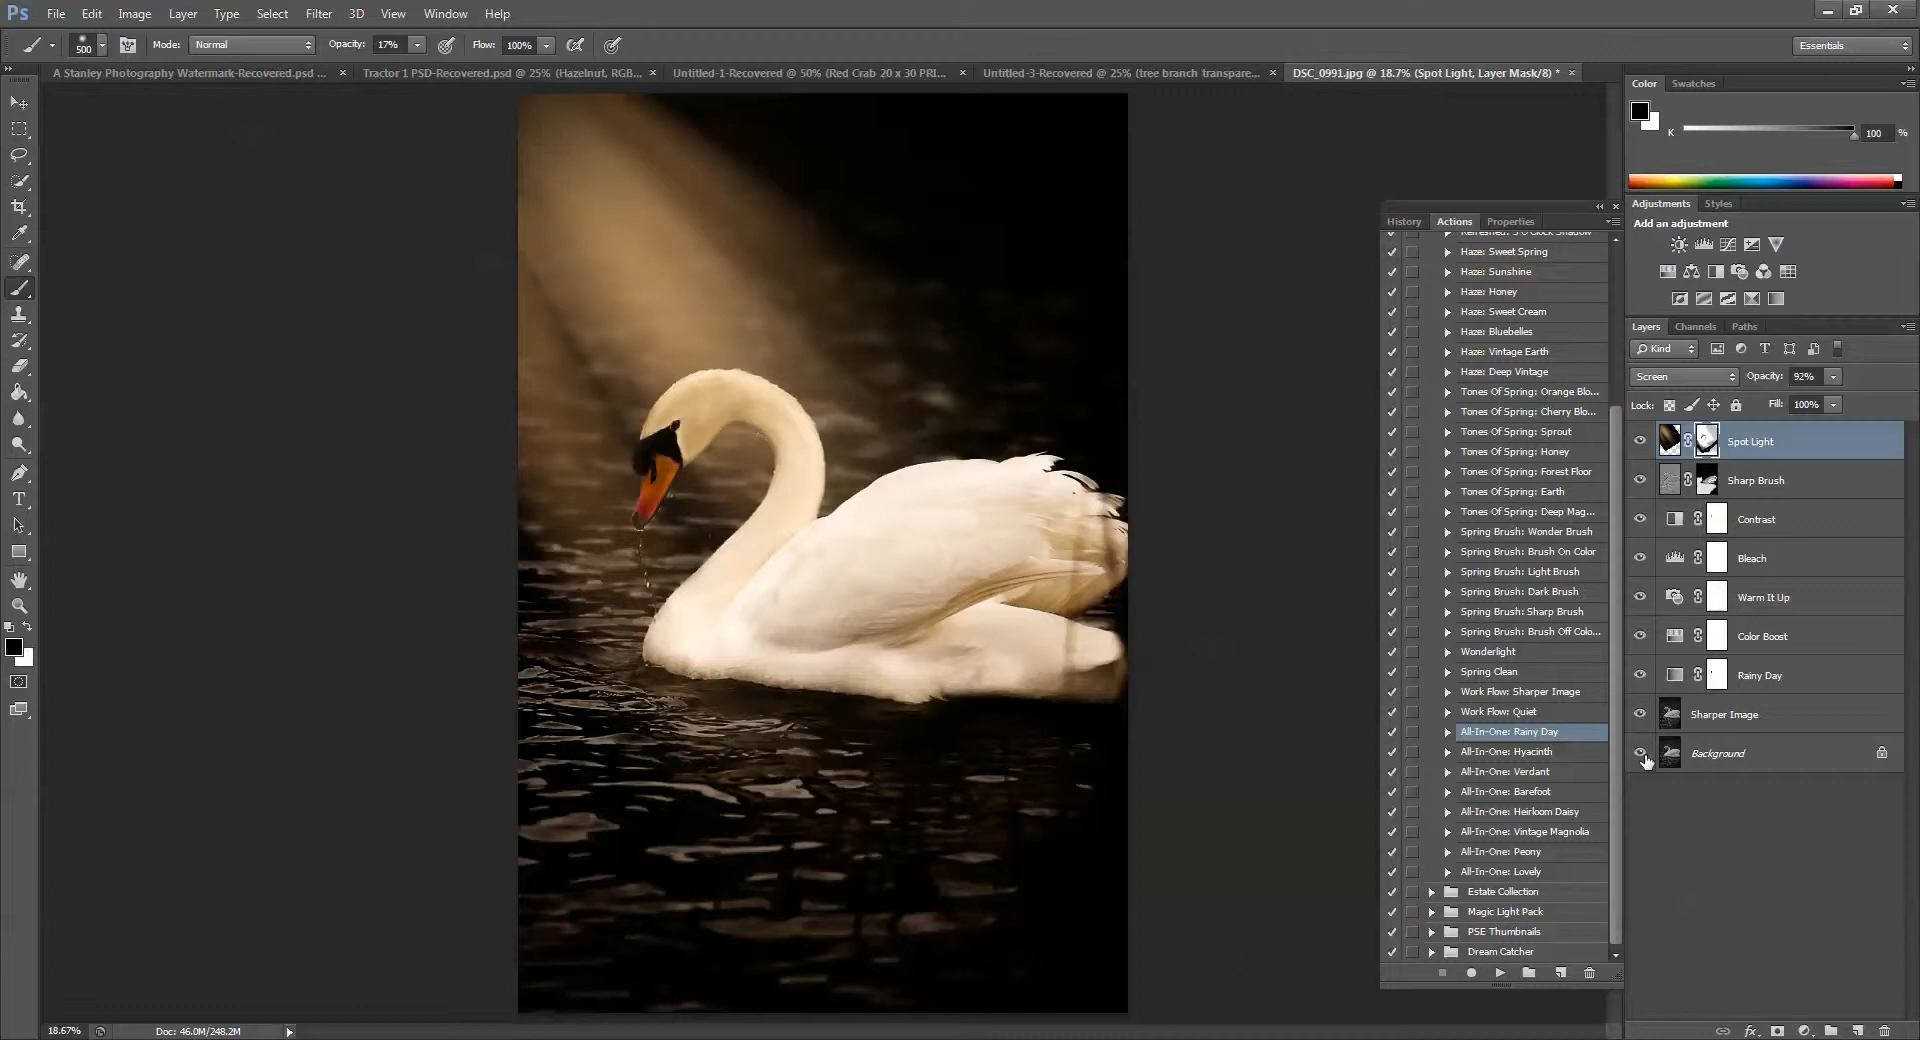 Ps File Edit Image Layer Type Select Filter 3D View Window Help
500 Mode: Normal Opacity: 17% Flow: 100% Essentials
A Stanley Photography Watermark-Recovered.psd ... × Tractor 1 PSD-Recovered.psd @ 25% (Hazelnut, RGB... × Untitled-1-Recovered @ 50% (Red Crab 20 x 30 PRI... × Untitled-3-Recovered @ 25% (tree branch transpare... × DSC_0991.jpg @ 18.7% (Spot Light, Layer Mask/8) * ×
Color Swatches
K 100 %
Adjustments Styles
Add an adjustment
History Actions Properties
Refreshed: 5 O'Clock Shadow
Haze: Sweet Spring
Haze: Sunshine
Haze: Honey
Haze: Sweet Cream
Haze: Bluebelles
Haze: Vintage Earth
Haze: Deep Vintage
Tones Of Spring: Orange Blo...
Tones Of Spring: Cherry Blo...
Tones Of Spring: Sprout
Tones Of Spring: Honey
Tones Of Spring: Forest Floor
Tones Of Spring: Earth
Tones Of Spring: Deep Mag...
Spring Brush: Wonder Brush
Spring Brush: Brush On Color
Spring Brush: Light Brush
Spring Brush: Dark Brush
Spring Brush: Sharp Brush
Spring Brush: Brush Off Colo...
Wonderlight
Spring Clean
Work Flow: Sharper Image
Work Flow: Quiet
All-In-One: Rainy Day
All-In-One: Hyacinth
All-In-One: Verdant
All-In-One: Barefoot
All-In-One: Heirloom Daisy
All-In-One: Vintage Magnolia
All-In-One: Peony
All-In-One: Lovely
Estate Collection
Magic Light Pack
PSE Thumbnails
Dream Catcher
Layers Channels Paths
Kind
Screen Opacity: 92%
Lock: Fill: 100%
Spot Light
Sharp Brush
Contrast
Bleach
Warm It Up
Color Boost
Rainy Day
Sharper Image
Background
fx
18.67% Doc: 46.0M/248.2M